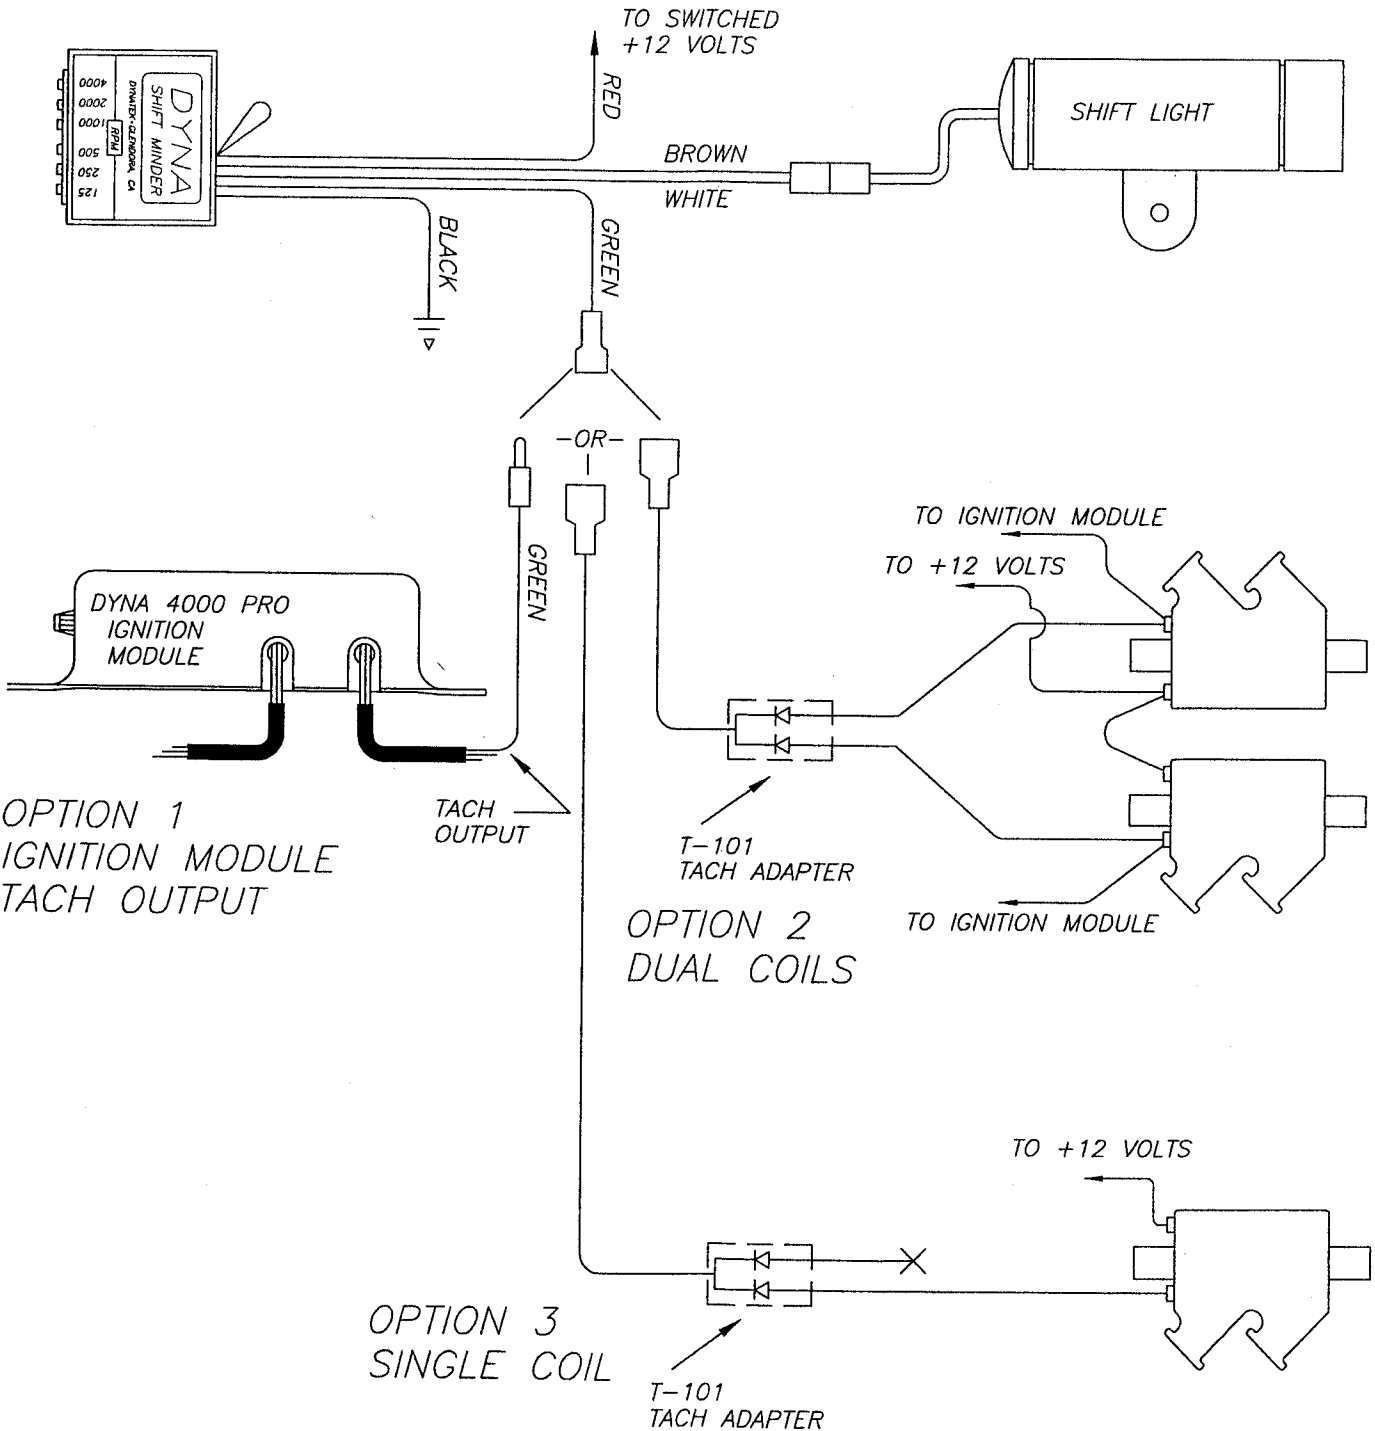 TO SWITCHED
+12 VOLTS
RED
DYNA
SHIFT MINDER
DYNATEK·GLENDORA, CA
RPM
4000
2000
1000
500
250
125
BROWN
WHITE
SHIFT LIGHT
BLACK
GREEN
-OR-
GREEN
TO IGNITION MODULE
TO +12 VOLTS
DYNA 4000 PRO
IGNITION
MODULE
TACH
OUTPUT
OPTION 1
IGNITION MODULE
TACH OUTPUT
T-101
TACH ADAPTER
TO IGNITION MODULE
OPTION 2
DUAL COILS
TO +12 VOLTS
OPTION 3
SINGLE COIL
T-101
TACH ADAPTER